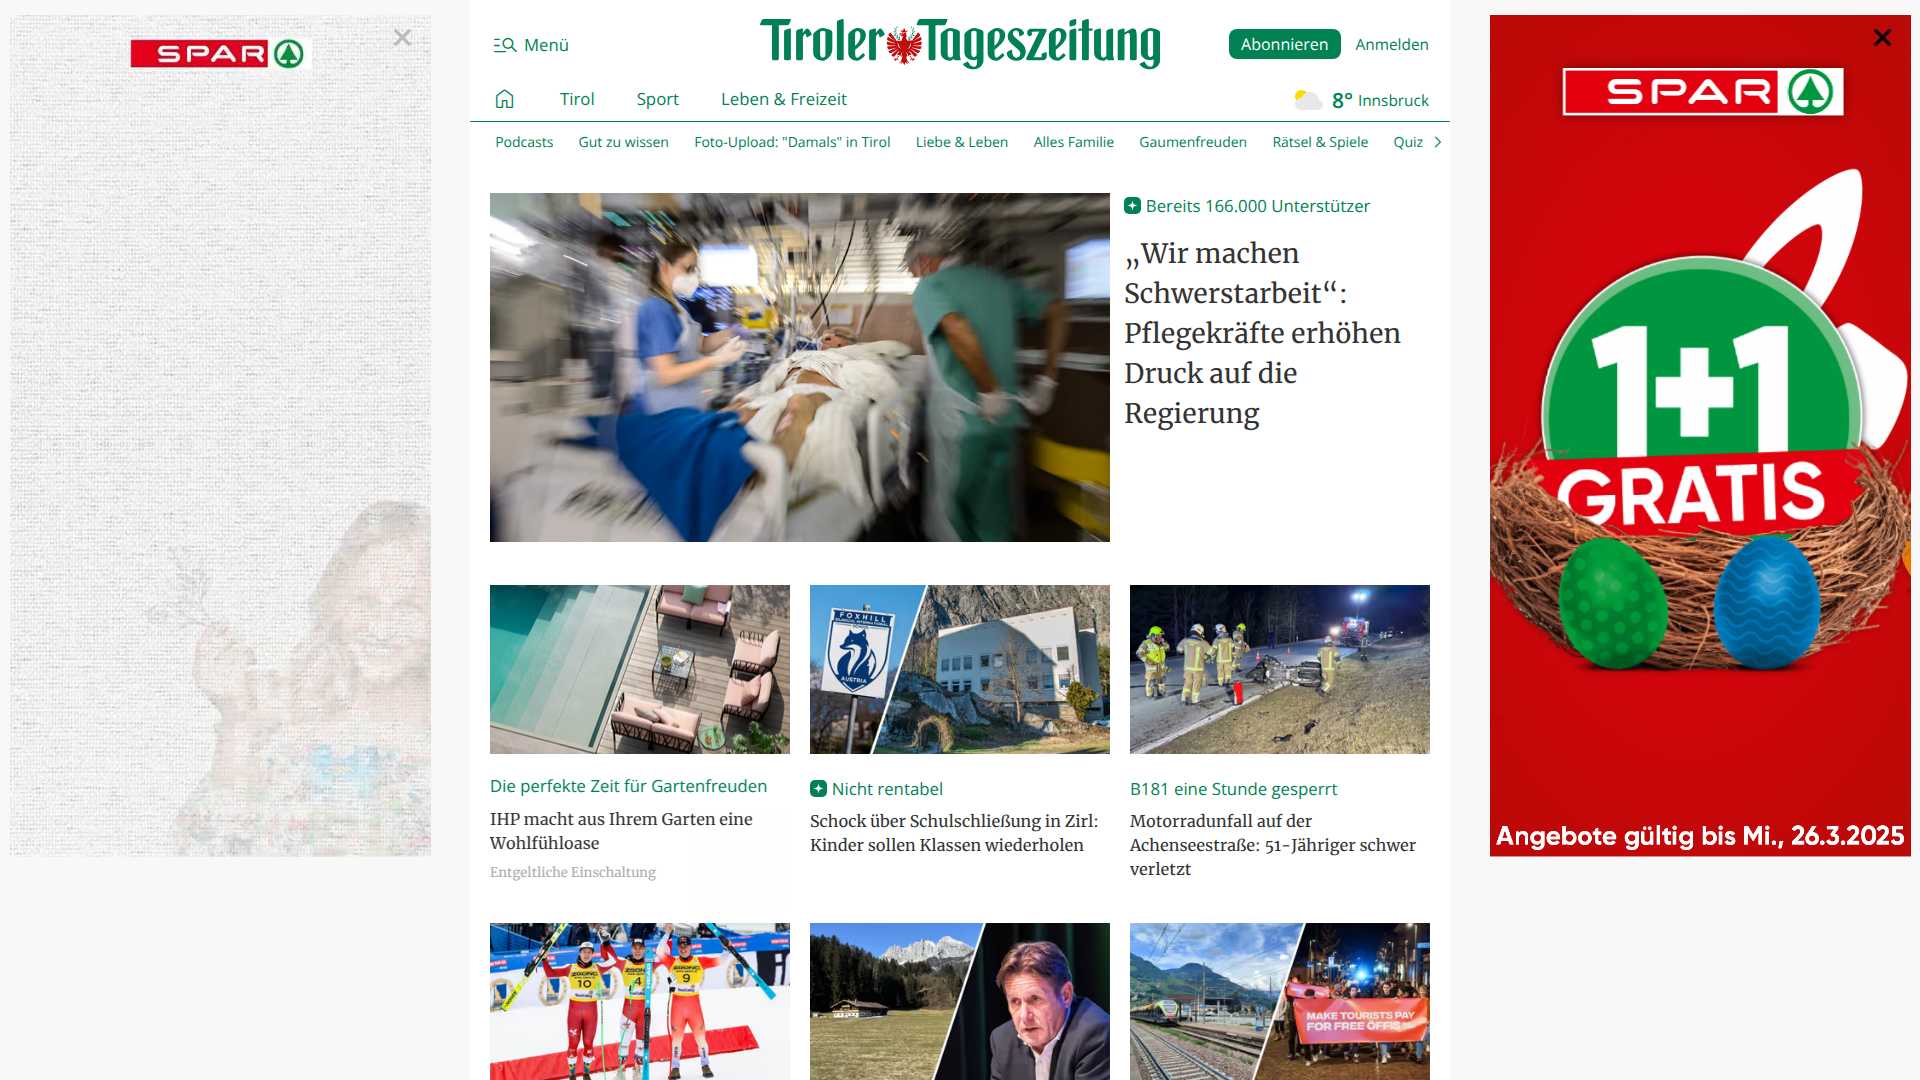 SPAR
Menü
Tiroler Tageszeitung
Abonnieren
Anmelden
Tirol
Sport
Leben & Freizeit
8° Innsbruck
Podcasts
Gut zu wissen
Foto-Upload: "Damals" in Tirol
Liebe & Leben
Alles Familie
Gaumenfreuden
Rätsel & Spiele
Quiz
Bereits 166.000 Unterstützer
„Wir machen
Schwerstarbeit“:
Pflegekräfte erhöhen
Druck auf die
Regierung
FOXHILL
AUSTRIA
Die perfekte Zeit für Gartenfreuden
IHP macht aus Ihrem Garten eine
Wohlfühloase
Entgeltliche Einschaltung
Nicht rentabel
Schock über Schulschließung in Zirl:
Kinder sollen Klassen wiederholen
B181 eine Stunde gesperrt
Motorradunfall auf der
Achenseestraße: 51-Jähriger schwer
verletzt
10
4
9
MAKE TOURISTS PAY
FOR FREE ÖFFIS
SPAR
1+1
GRATIS
Angebote gültig bis Mi., 26.3.2025